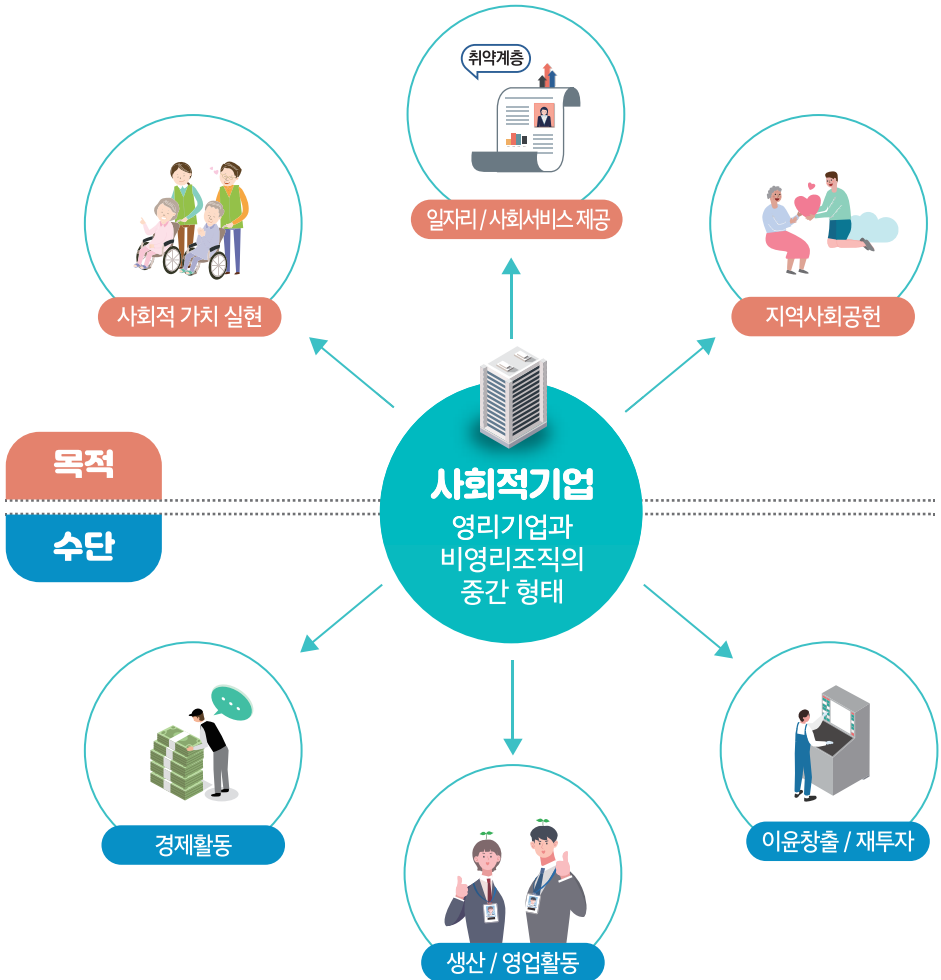 취약계층
일자리 / 사회서비스 제공
사회적 가치 실현
지역사회공헌
목적
수단
사회적기업
영리기업과
비영리조직의
중간 형태
경제활동
이윤창출 / 재투자
생산 / 영업활동